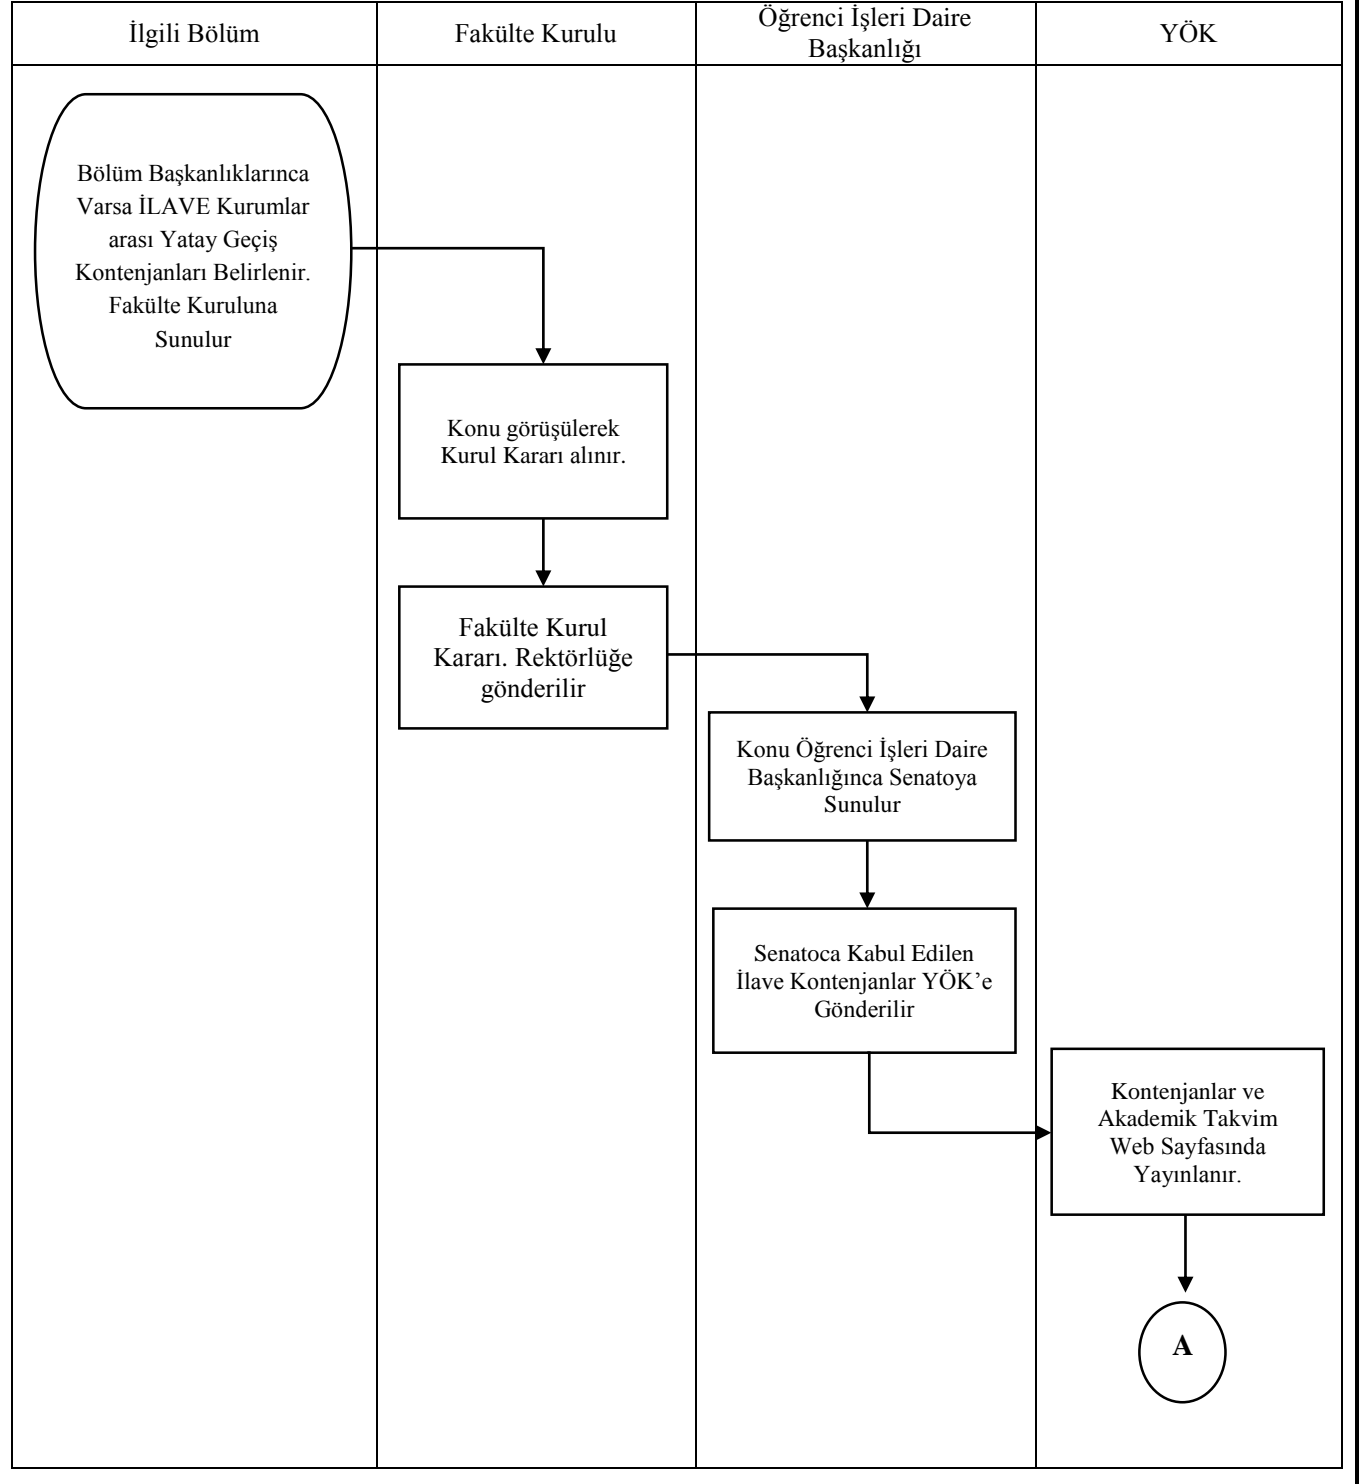 İlgili Bölüm
Fakülte Kurulu
Öğrenci İşleri Daire
Başkanlığı
YÖK
Bölüm Başkanlıklarınca
Varsa İLAVE Kurumlar
arası Yatay Geçiş
Kontenjanları Belirlenir.
Fakülte Kuruluna
Sunulur
Konu görüşülerek
Kurul Kararı alınır.
Fakülte Kurul
Kararı. Rektörlüğe
gönderilir
Konu Öğrenci İşleri Daire
Başkanlığınca Senatoya
Sunulur
Senatoca Kabul Edilen
İlave Kontenjanlar YÖK’e
Gönderilir
Kontenjanlar ve
Akademik Takvim
Web Sayfasında
Yayınlanır.
A